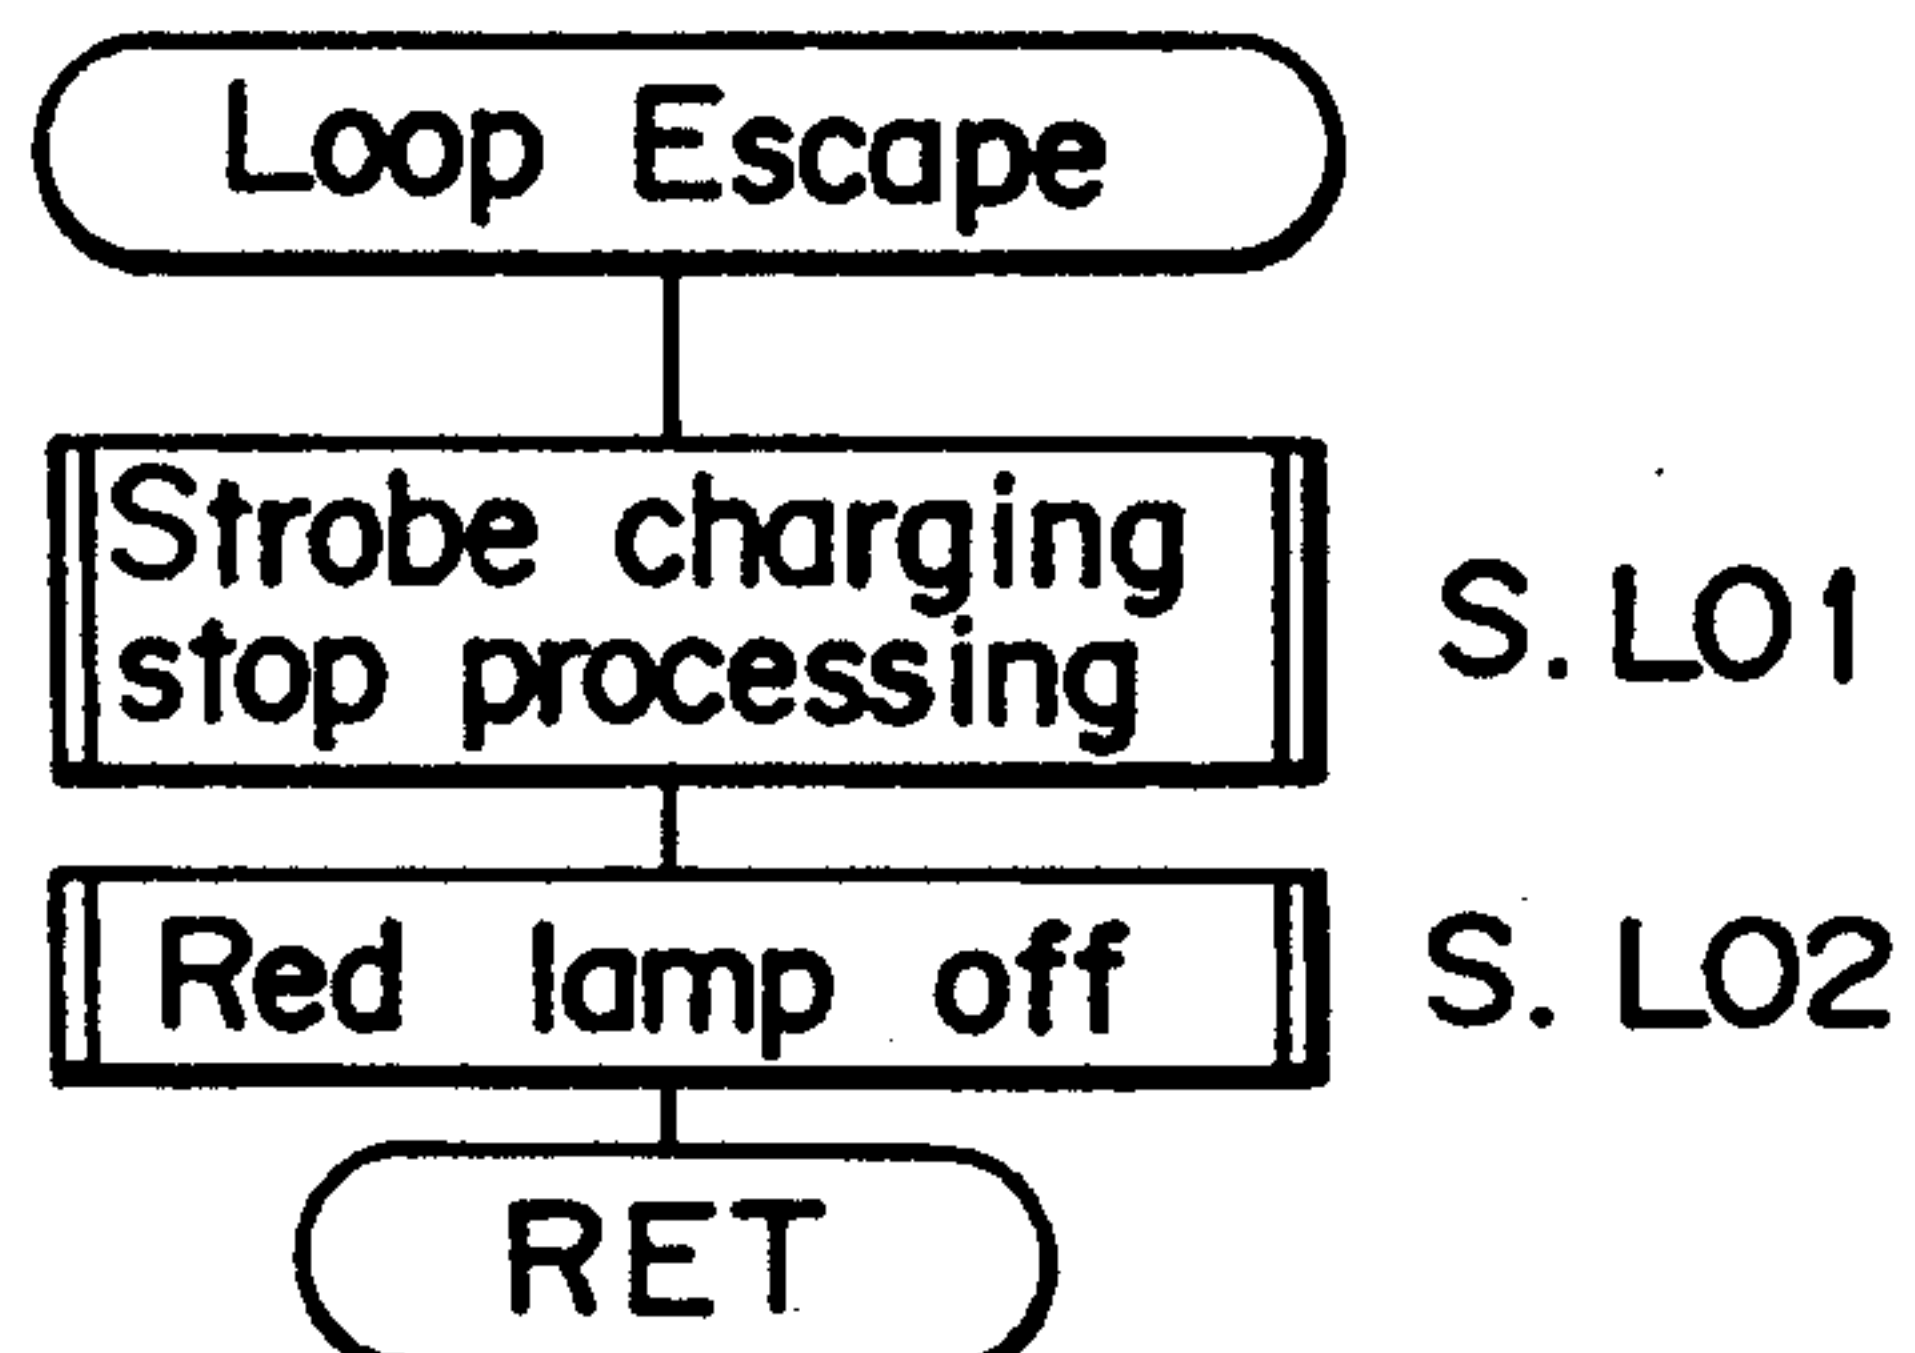 Loop Escape
Strobe charging
stop processing
S. L01
Red lamp off
S. L02
RET